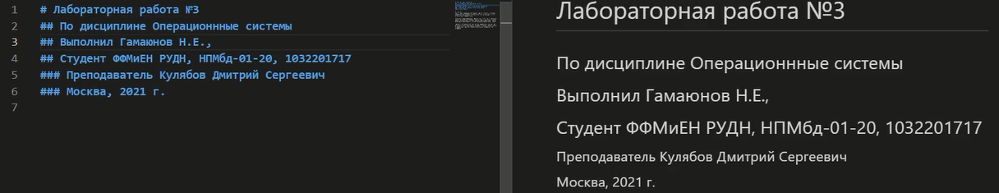 1 # Лабораторная работа №3
2 ## По дисциплине Операционнные системы
3 ## Выполнил Гамаюнов Н.Е.,
4 ## Студент ФФМиЕН РУДН, НПМбд-01-20, 1032201717
5 ### Преподаватель Кулябов Дмитрий Сергеевич
6 ### Москва, 2021 г.
7
Лабораторная работа №3
По дисциплине Операционнные системы
Выполнил Гамаюнов Н.Е.,
Студент ФФМиЕН РУДН, НПМбд-01-20, 1032201717
Преподаватель Кулябов Дмитрий Сергеевич
Москва, 2021 г.